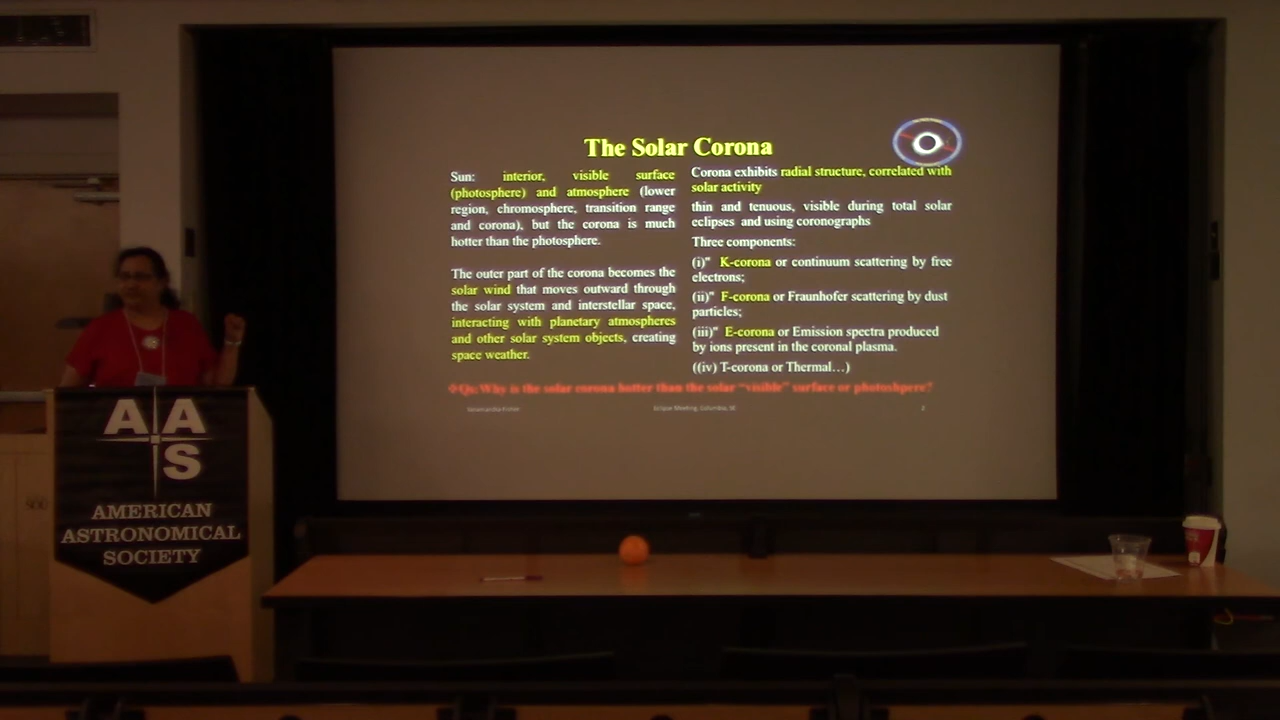 The Solar Corona
Sun: interior, visible surface
(photosphere) and atmosphere (lower
region, chromosphere, transition range
and corona), but the corona is much
hotter than the photosphere.
The outer part of the corona becomes the
solar wind that moves outward through
the solar system and interstellar space,
interacting with planetary atmospheres
and other solar system objects, creating
space weather.
Corona exhibits radial structure, correlated with
solar activity
thin and tenuous, visible during total solar
eclipses and using coronographs
Three components:
(i)" K-corona or continuum scattering by free
electrons;
(ii)" F-corona or Fraunhofer scattering by dust
particles;
(iii)" E-corona or Emission spectra produced
by ions present in the coronal plasma.
((iv) T-corona or Thermal…)
❖Qu:Why is the solar corona hotter than the solar "visible" surface or photoshpere?
Eclipse Meeting, Columbia, SC
AAS
AMERICAN
ASTRONOMICAL
SOCIETY